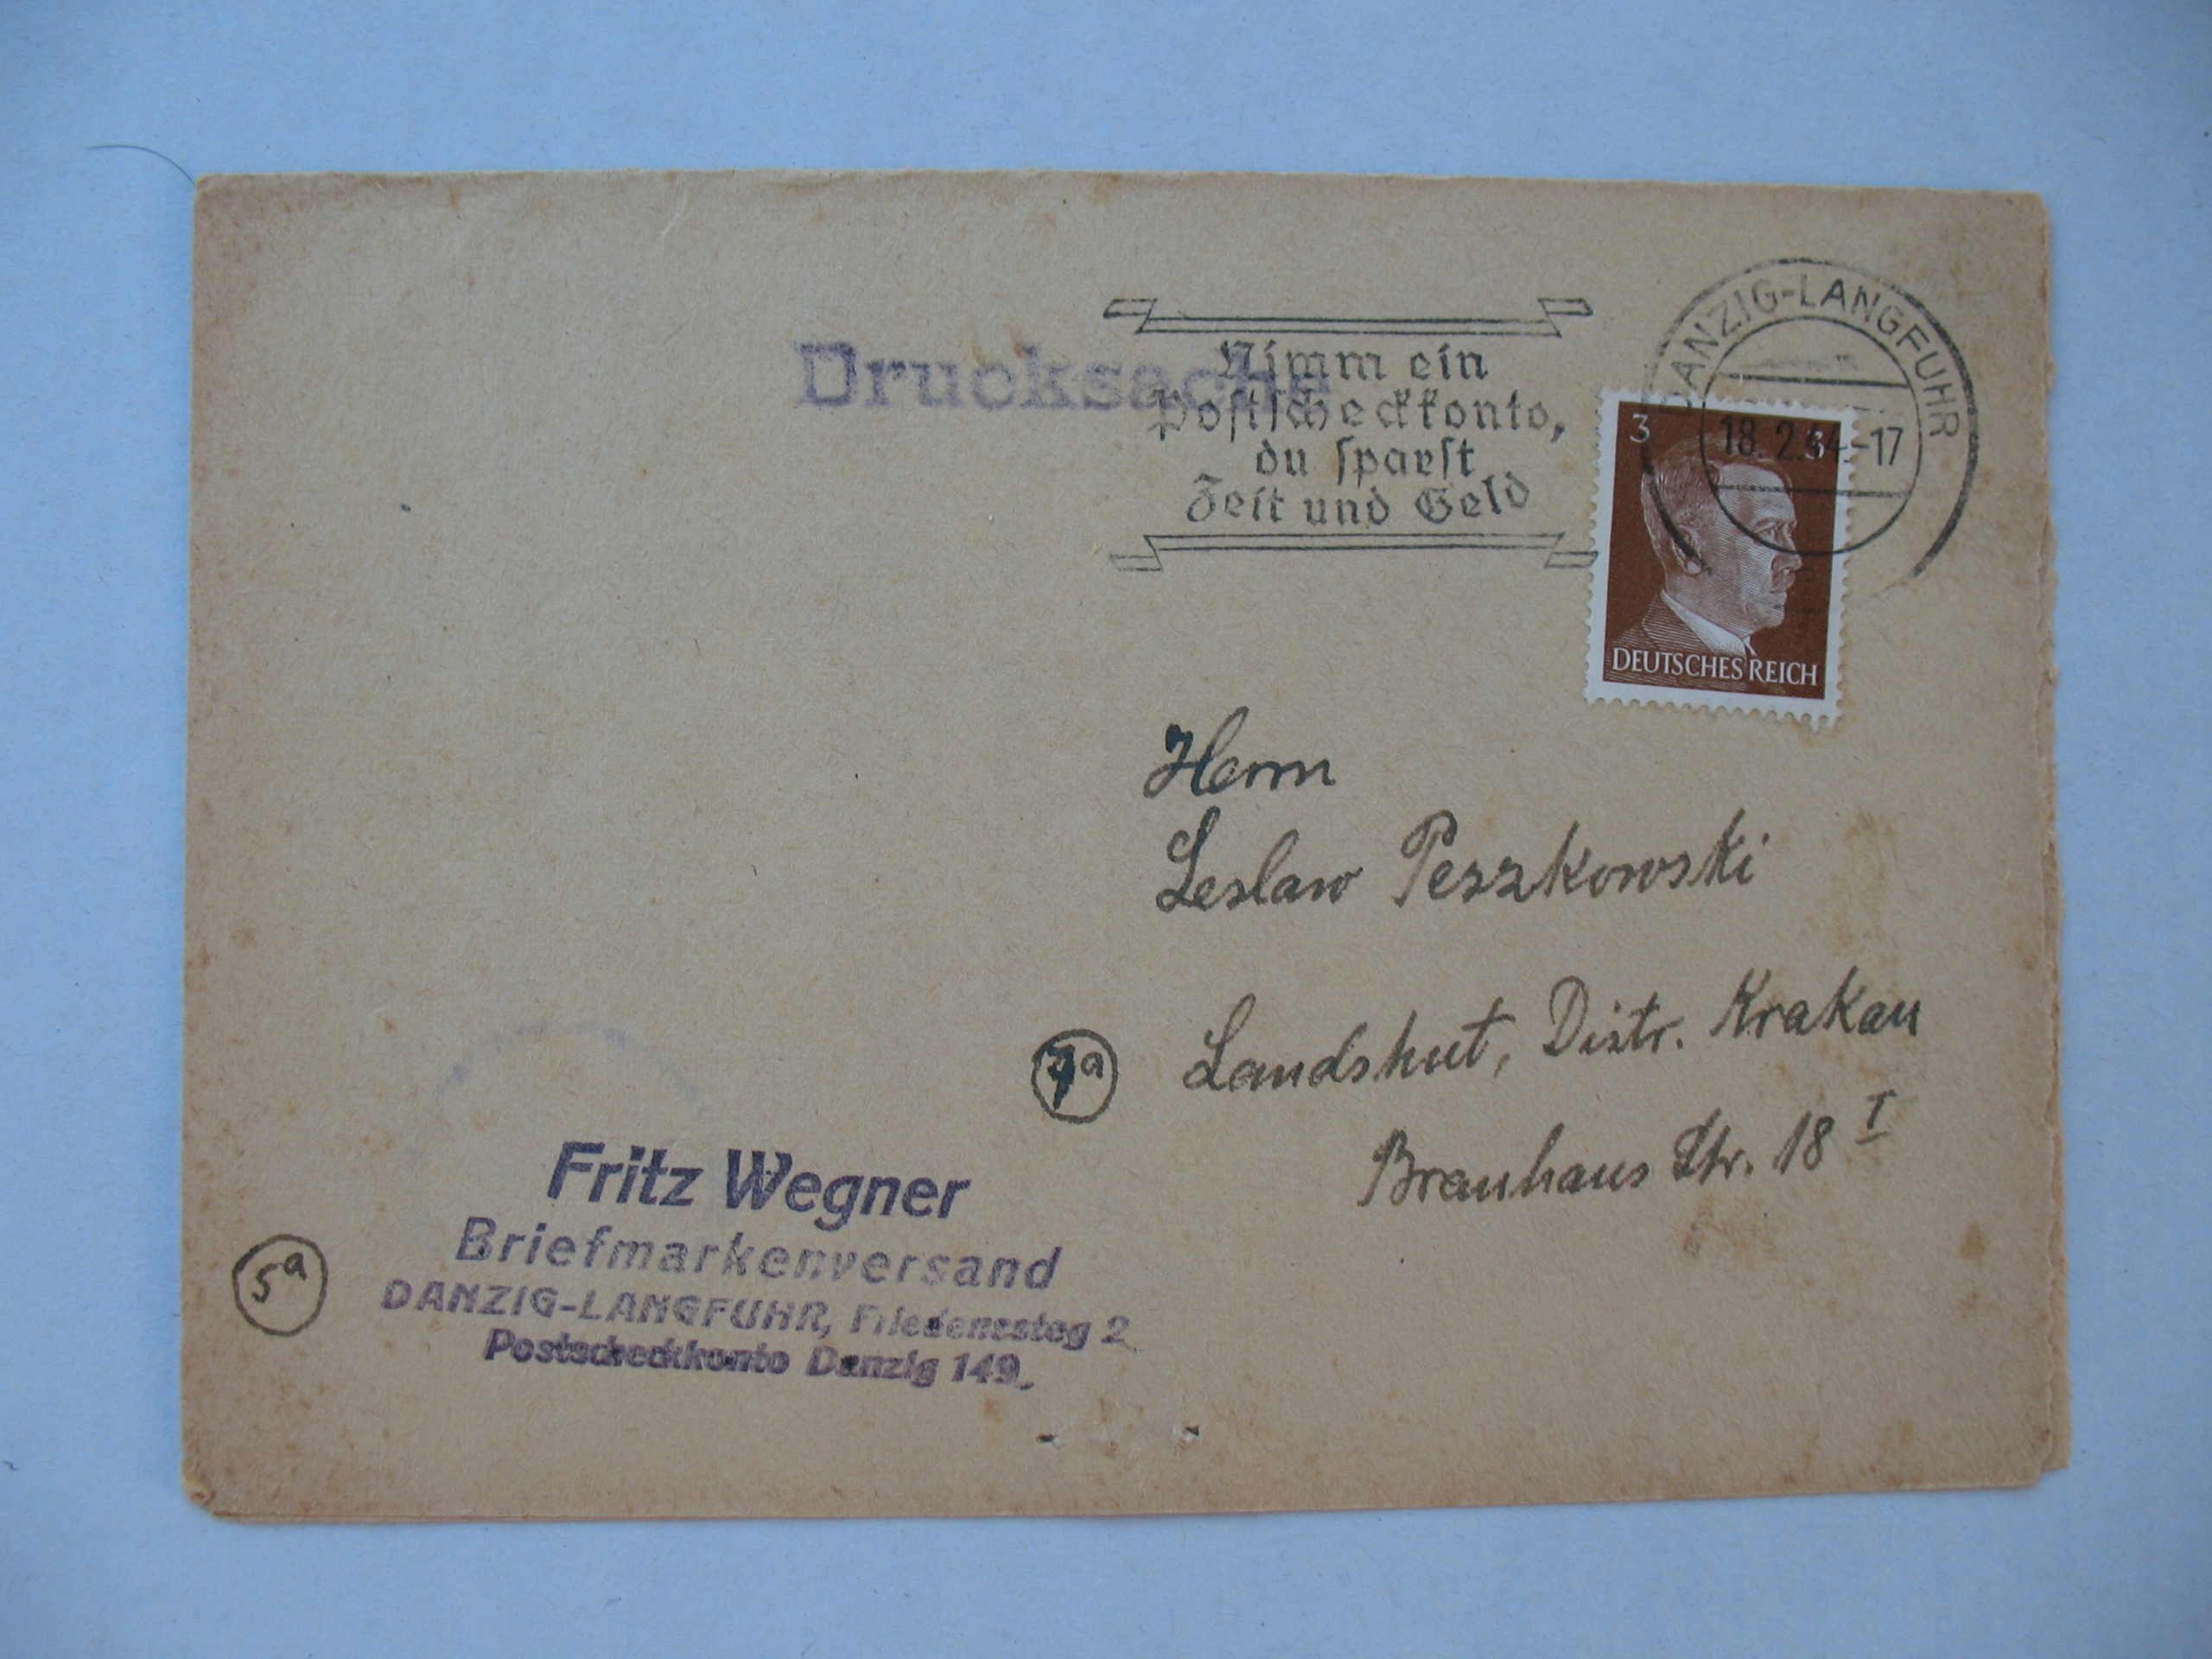 Drucksache
Nimm ein
Postscheckkonto,
du sparst
Zeit und Geld
DANZIG-LANGFUHR
18.2.44.-17
3 3
DEUTSCHES REICH
Herrn
Leslaw Peszkowski
7a Landshut, Distr. Krakau
Brauhaus Str. 18 I
Fritz Wegner
Briefmarkenversand
5a DANZIG-LANGFUHR, Friedenssteg 2
Postscheckkonto Danzig 149